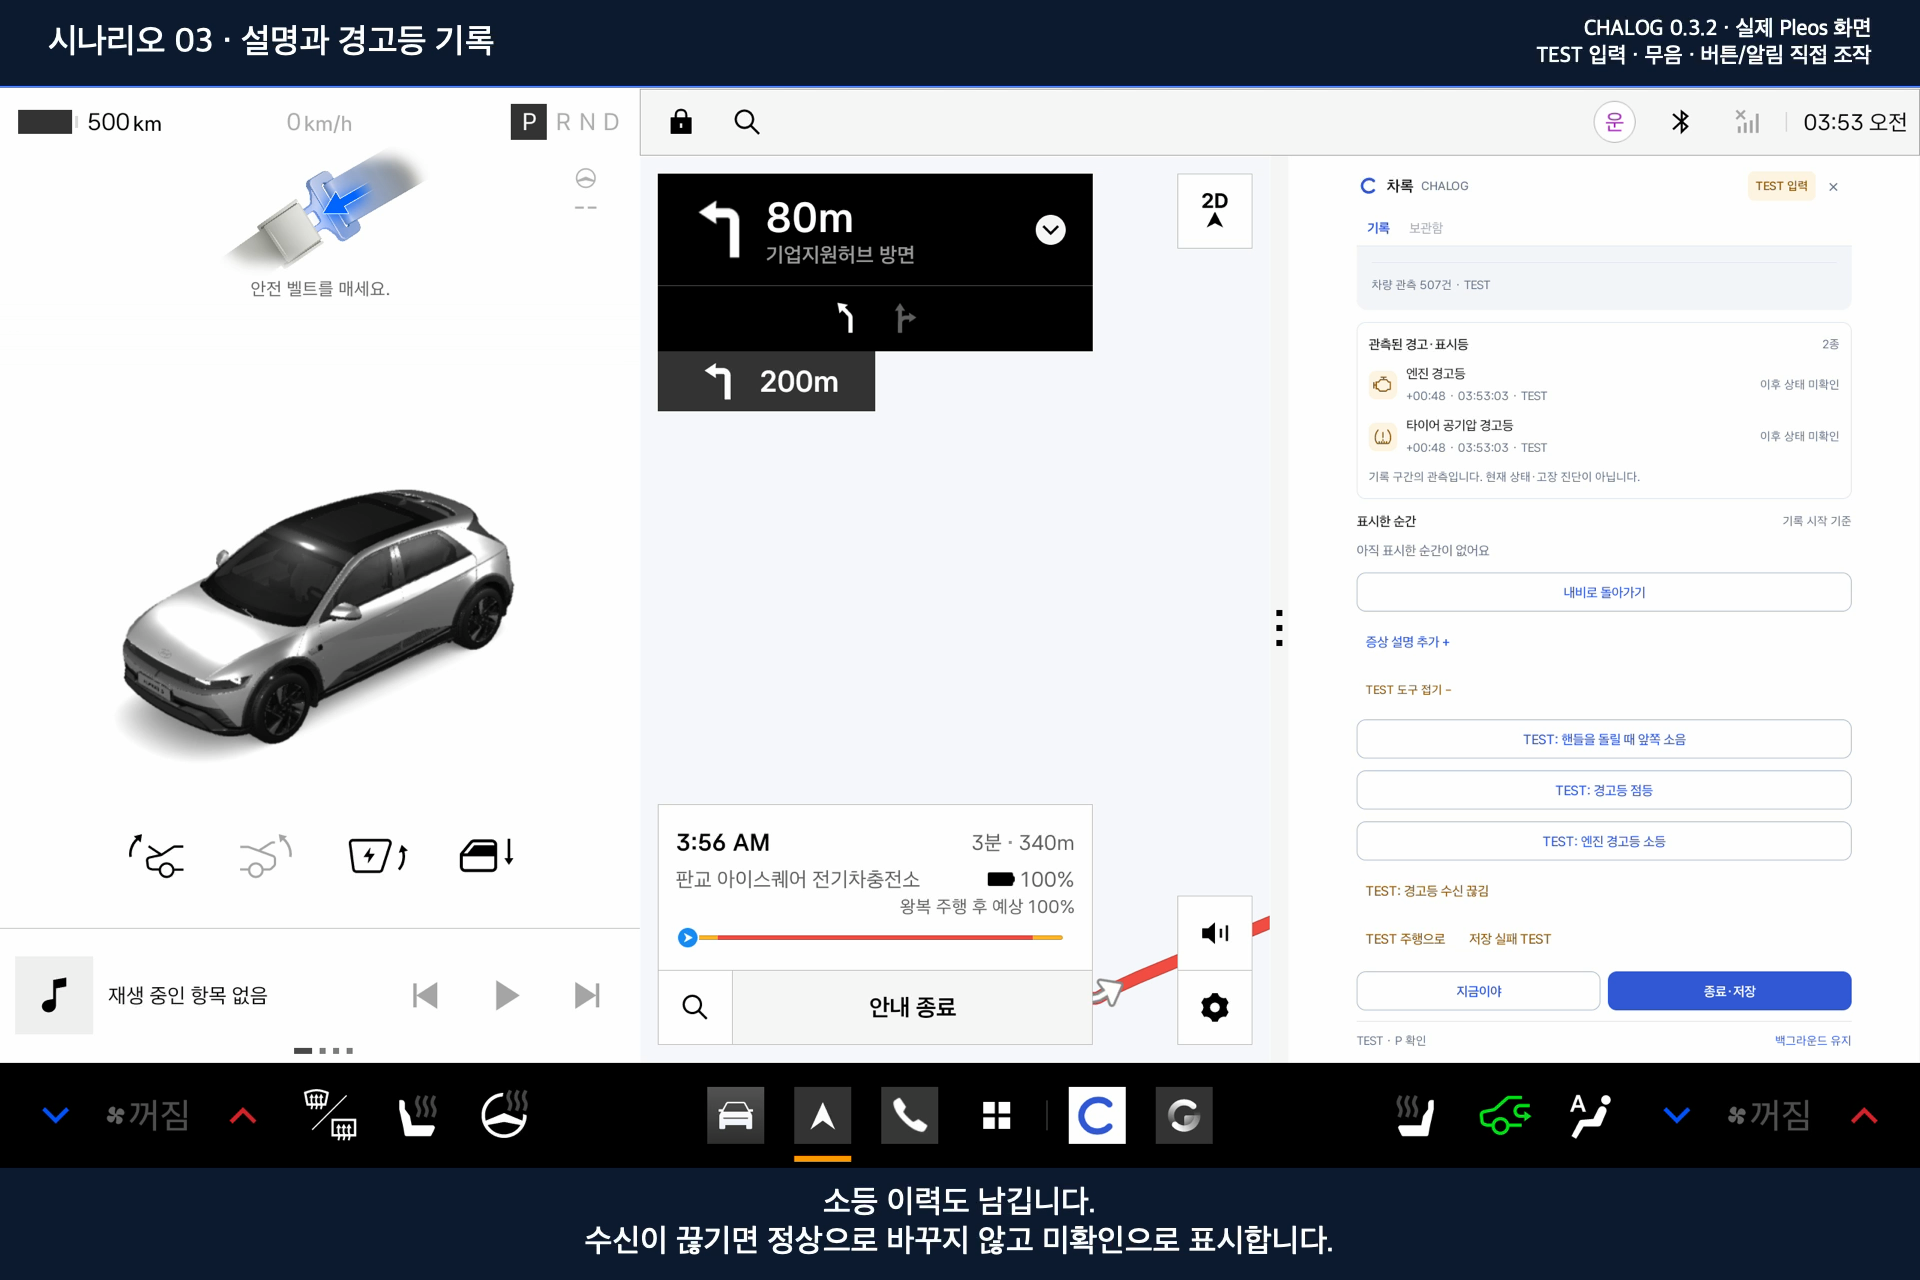 시나리오 03 · 설명과 경고등 기록
CHALOG 0.3.2 · 실제 Pleos 화면
TEST 입력 · 무음 · 버튼/알림 직접 조작
500 km
0 km/h
P R N D
안전 벨트를 매세요.
재생 중인 항목 없음
운
03:53 오전
80m
기업지원허브 방면
200m
2D
3:56 AM
3분 · 340m
판교 아이스퀘어 전기차충전소
100%
왕복 주행 후 예상 100%
안내 종료
차록 CHALOG
TEST 입력
×
기록 보관함
차량 관측 507건 · TEST
관측된 경고·표시등
2종
엔진 경고등
+00:48 · 03:53:03 · TEST
이후 상태 미확인
타이어 공기압 경고등
+00:48 · 03:53:03 · TEST
이후 상태 미확인
기록 구간의 관측입니다. 현재 상태·고장 진단이 아닙니다.
표시한 순간
기록 시작 기준
아직 표시한 순간이 없어요
내비로 돌아가기
증상 설명 추가 +
TEST 도구 접기 −
TEST: 핸들을 돌릴 때 앞쪽 소음
TEST: 경고등 점등
TEST: 엔진 경고등 소등
TEST: 경고등 수신 끊김
TEST 주행으로 저장 실패 TEST
지금이야
종료·저장
TEST · P 확인
백그라운드 유지
꺼짐
A
꺼짐
소등 이력도 남깁니다.
수신이 끊기면 정상으로 바꾸지 않고 미확인으로 표시합니다.